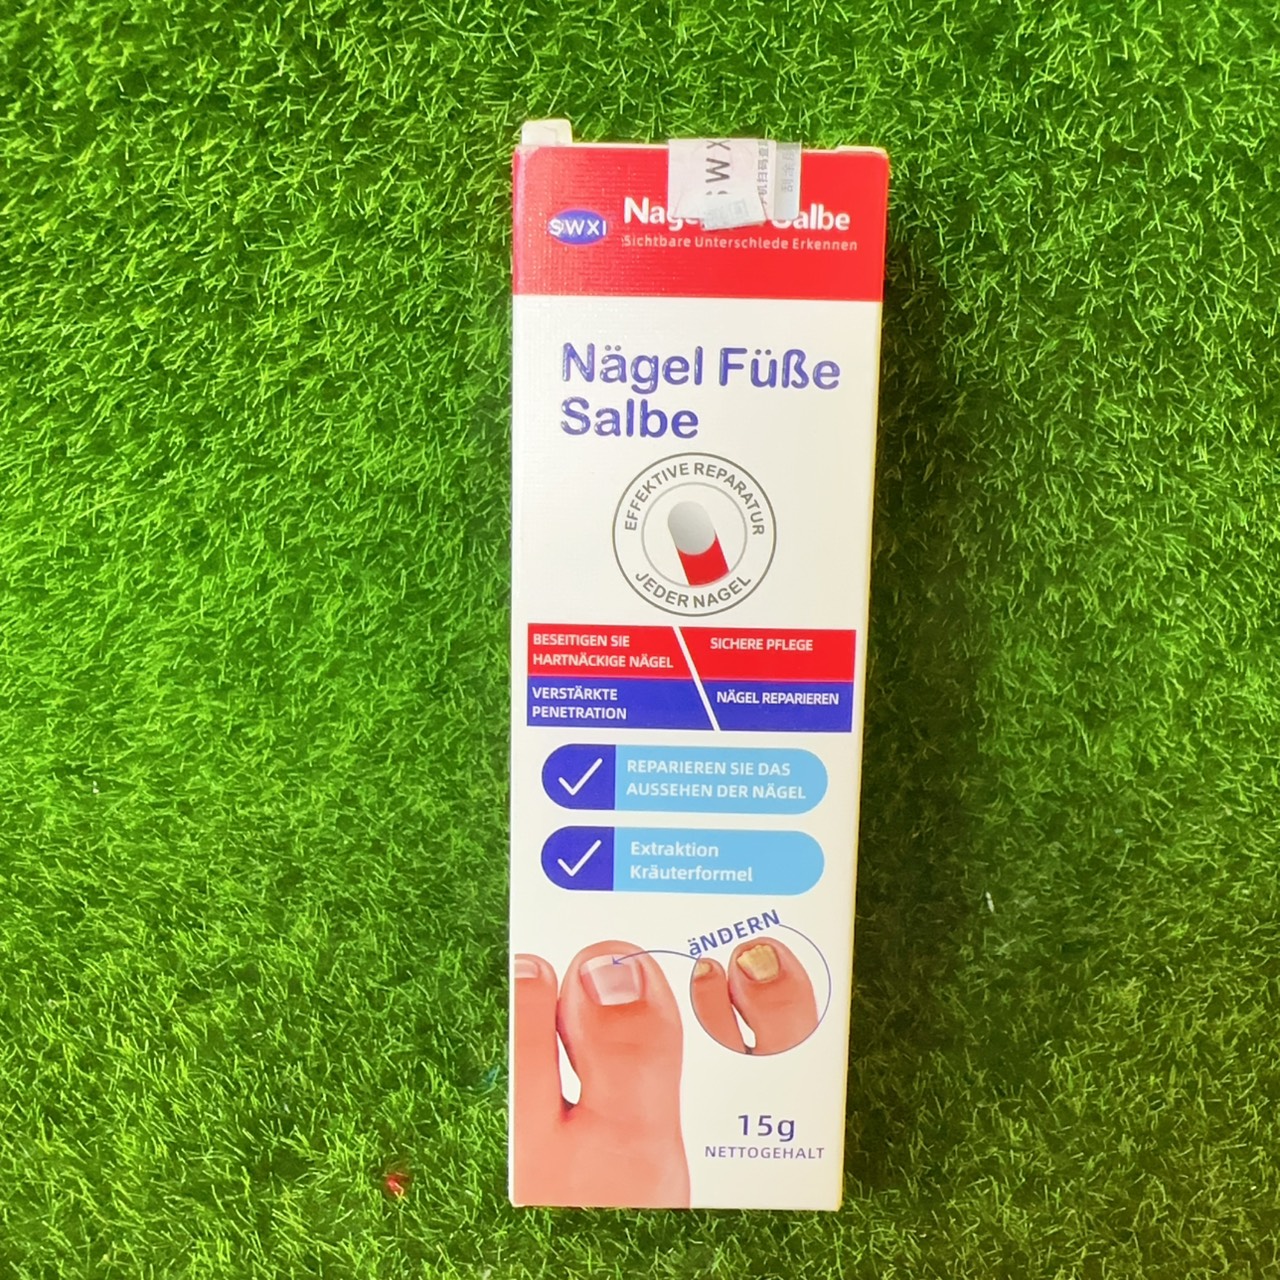 SWXI
Salbe
Sichtbare Unterschlede Erkennen
SWX
Nägel Füße
Salbe
EFFEKTIVE REPARATUR
JEDER NAGEL
BESEITIGEN SIE
HARTNÄCKIGE NÄGEL
SICHERE PFLEGE
VERSTÄRKTE
PENETRATION
NÄGEL REPARIEREN
REPARIEREN SIE DAS
AUSSEHEN DER NÄGEL
Extraktion
Kräuterformel
äNDERN
15g
NETTOGEHALT